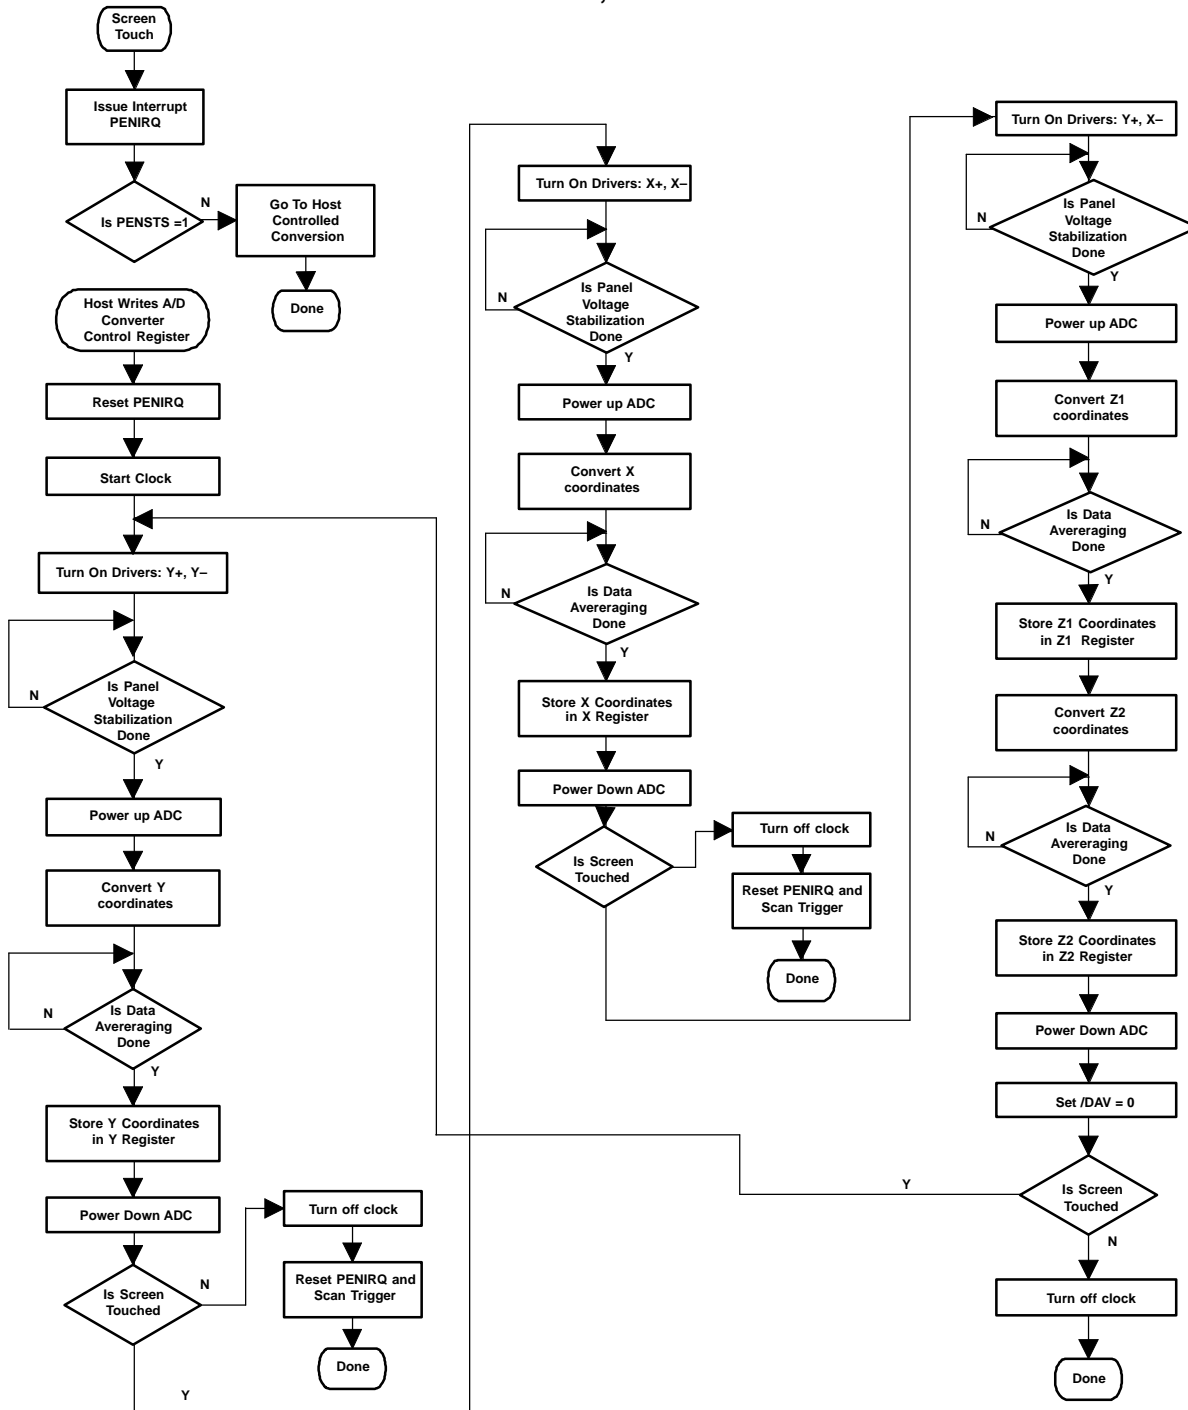 Screen
Touch
Issue Interrupt
PENIRQ
Is PENSTS =1
N
Go To Host
Controlled
Conversion
Done
Host Writes A/D
Converter
Control Register
Reset PENIRQ
Start Clock
Turn On Drivers: Y+, Y–
Is Panel
Voltage
Stabilization
Done
N
Y
Power up ADC
Convert Y
coordinates
Is Data
Avereraging
Done
N
Y
Store Y Coordinates
in Y Register
Power Down ADC
Is Screen
Touched
N
Y
Turn off clock
Reset PENIRQ and
Scan Trigger
Done
Turn On Drivers: X+, X–
Is Panel
Voltage
Stabilization
Done
N
Y
Power up ADC
Convert X
coordinates
Is Data
Avereraging
Done
N
Y
Store X Coordinates
in X Register
Power Down ADC
Is Screen
Touched
Turn off clock
Reset PENIRQ and
Scan Trigger
Done
Turn On Drivers: Y+, X–
Is Panel
Voltage
Stabilization
Done
N
Y
Power up ADC
Convert Z1
coordinates
Is Data
Avereraging
Done
N
Y
Store Z1 Coordinates
in Z1 Register
Convert Z2
coordinates
Is Data
Avereraging
Done
N
Y
Store Z2 Coordinates
in Z2 Register
Power Down ADC
Set /DAV = 0
Is Screen
Touched
Y
N
Turn off clock
Done